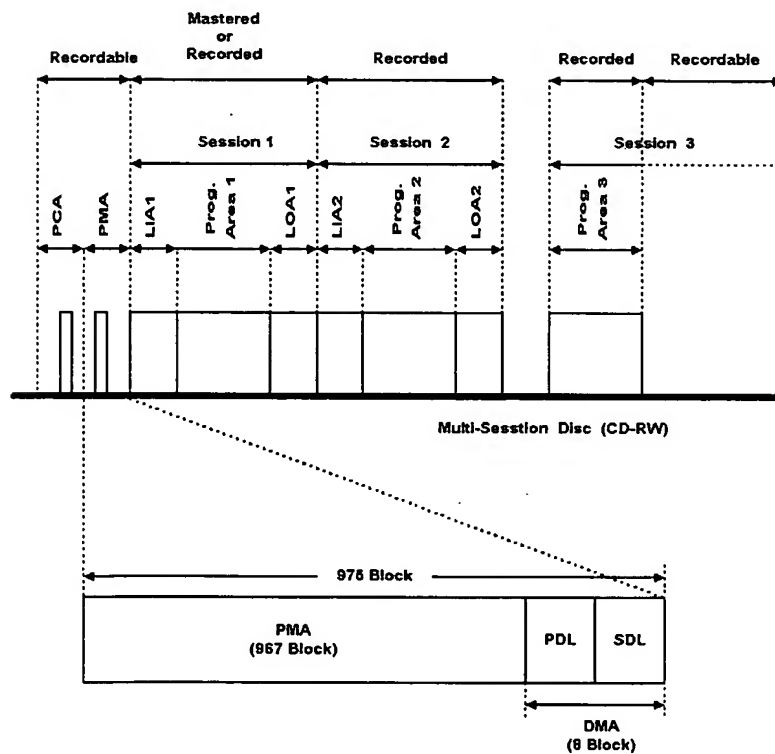 Mastered
or
Recordable Recorded Recorded Recorded Recordable
Session 1 Session 2 Session 3
PCA PMA LIA1 Prog. Area 1 LOA1 LIA2 Prog. Area 2 LOA2 Prog. Area 3
Multi-Sesstion Disc (CD-RW)
975 Block
PMA PDL SDL
(967 Block)
DMA
(8 Block)